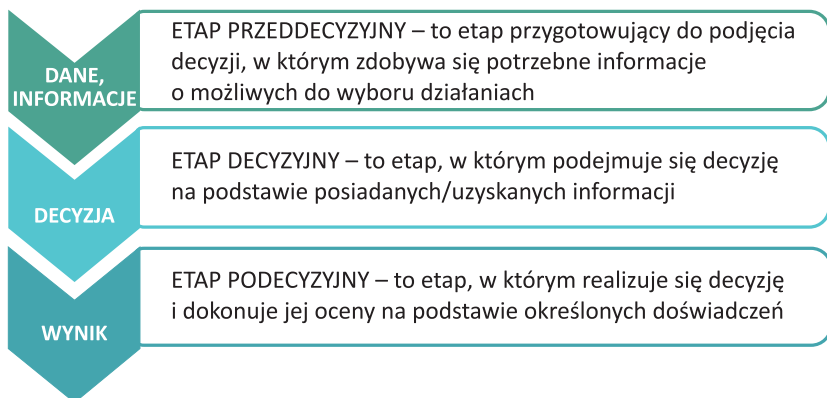 DANE,
INFORMACJE
ETAP PRZEDDECYZYJNY – to etap przygotowujący do podjęcia
decyzji, w którym zdobywa się potrzebne informacje
o możliwych do wyboru działaniach
DECYZJA
ETAP DECYZYJNY – to etap, w którym podejmuje się decyzję
na podstawie posiadanych/uzyskanych informacji
WYNIK
ETAP PODECYZYJNY – to etap, w którym realizuje się decyzję
i dokonuje jej oceny na podstawie określonych doświadczeń